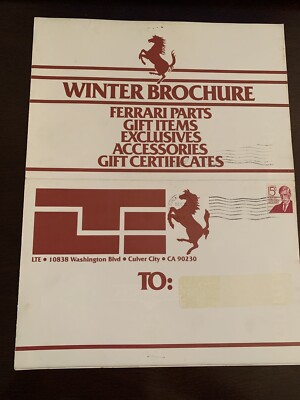 WINTER BROCHURE
FERRARI PARTS
GIFT ITEMS
EXCLUSIVES
ACCESSORIES
GIFT CERTIFICATES
15c
LTE • 10838 Washington Blvd • Culver City • CA 90230
TO: